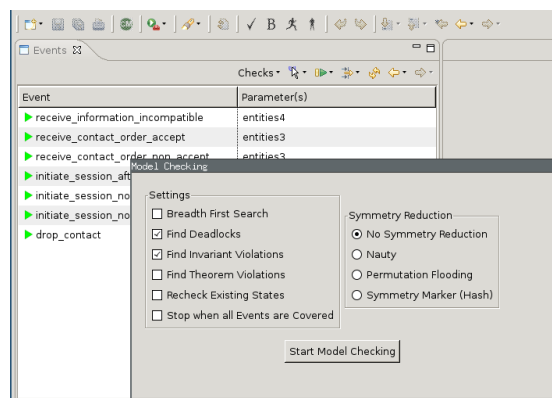 B
Events
Checks
Event Parameter(s)
receive_information_incompatible entities4
receive_contact_order_accept entities3
receive_contact_order_non_accept entities3
Model Checking
initiate_session_aft
initiate_session_no
initiate_session_no
drop_contact
Settings
Breadth First Search
Find Deadlocks
Find Invariant Violations
Find Theorem Violations
Recheck Existing States
Stop when all Events are Covered
Symmetry Reduction
No Symmetry Reduction
Nauty
Permutation Flooding
Symmetry Marker (Hash)
Start Model Checking